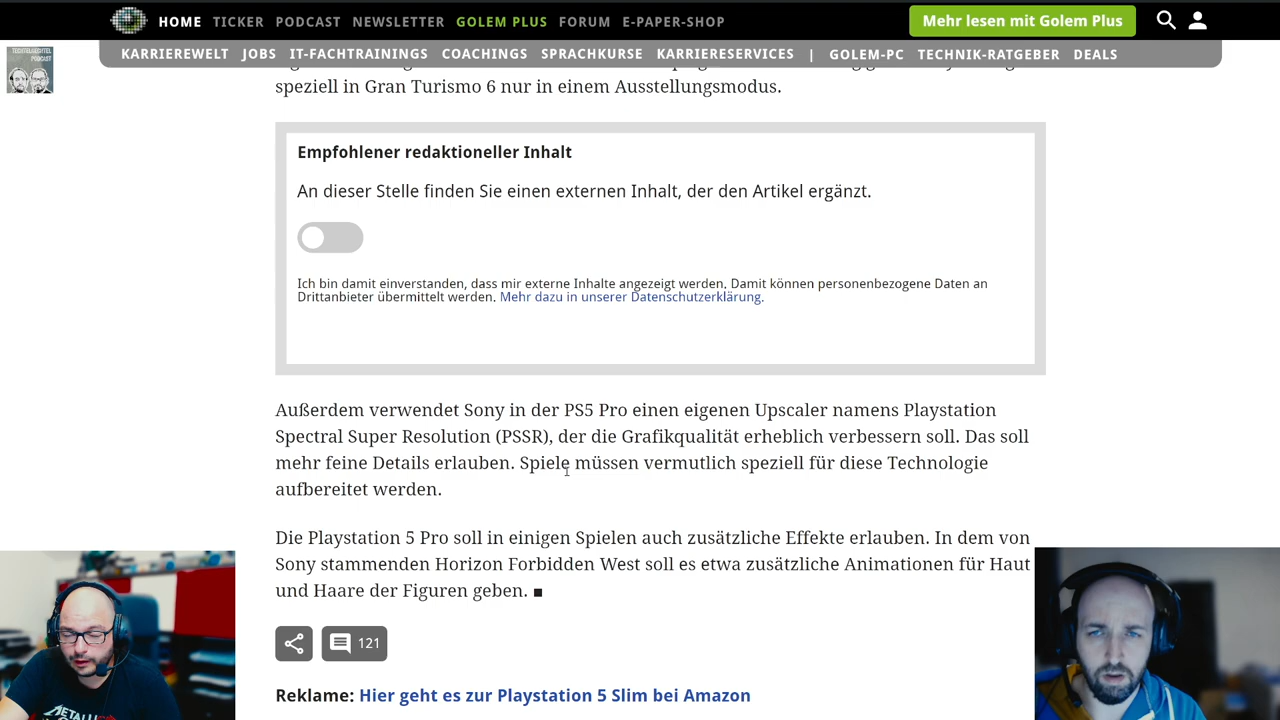 HOME TICKER PODCAST NEWSLETTER GOLEM PLUS FORUM E-PAPER-SHOP Mehr lesen mit Golem Plus
KARRIEREWELT JOBS IT-FACHTRAININGS COACHINGS SPRACHKURSE KARRIERESERVICES | GOLEM-PC TECHNIK-RATGEBER DEALS
PODCAST
speziell in Gran Turismo 6 nur in einem Ausstellungsmodus.
Empfohlener redaktioneller Inhalt
An dieser Stelle finden Sie einen externen Inhalt, der den Artikel ergänzt.
Ich bin damit einverstanden, dass mir externe Inhalte angezeigt werden. Damit können personenbezogene Daten an
Drittanbieter übermittelt werden. Mehr dazu in unserer Datenschutzerklärung.
Außerdem verwendet Sony in der PS5 Pro einen eigenen Upscaler namens Playstation
Spectral Super Resolution (PSSR), der die Grafikqualität erheblich verbessern soll. Das soll
mehr feine Details erlauben. Spiele müssen vermutlich speziell für diese Technologie
aufbereitet werden.
Die Playstation 5 Pro soll in einigen Spielen auch zusätzliche Effekte erlauben. In dem von
Sony stammenden Horizon Forbidden West soll es etwa zusätzliche Animationen für Haut
und Haare der Figuren geben. ■
121
Reklame: Hier geht es zur Playstation 5 Slim bei Amazon